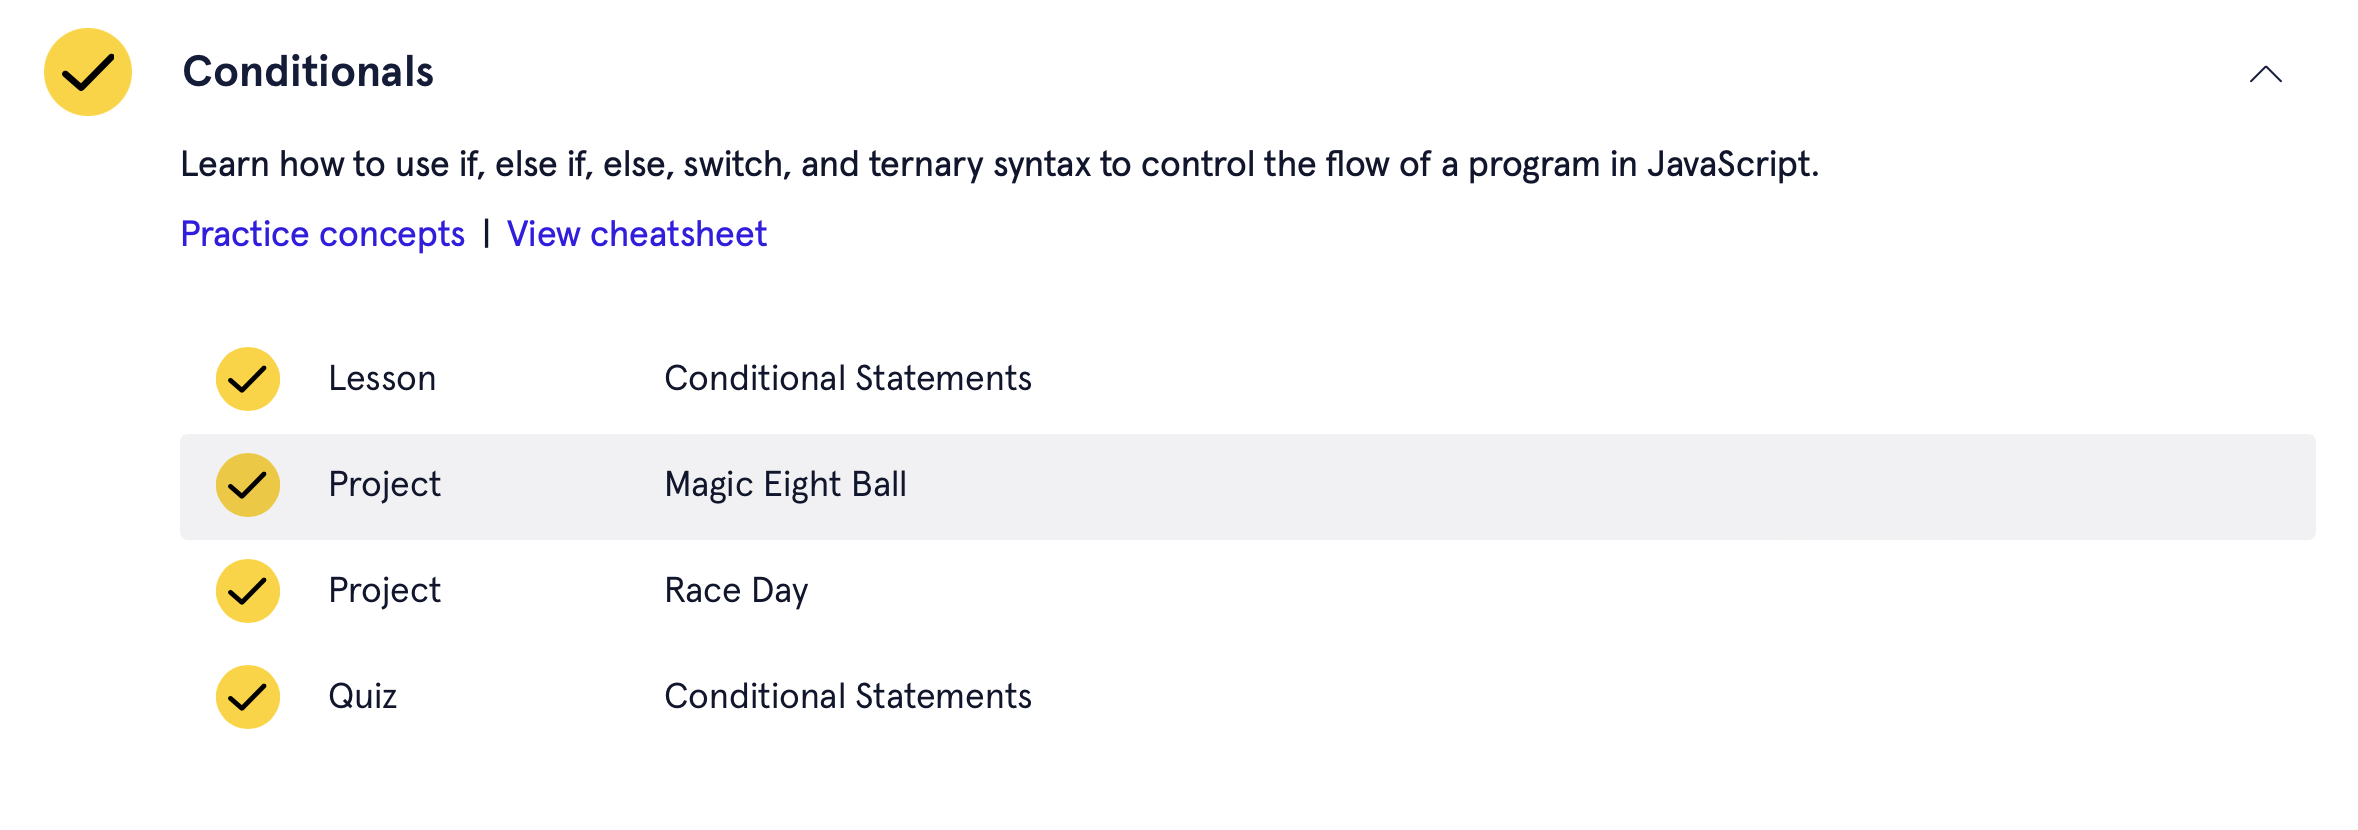 Conditionals
Learn how to use if, else if, else, switch, and ternary syntax to control the flow of a program in JavaScript.
Practice concepts | View cheatsheet
Lesson Conditional Statements
Project Magic Eight Ball
Project Race Day
Quiz Conditional Statements